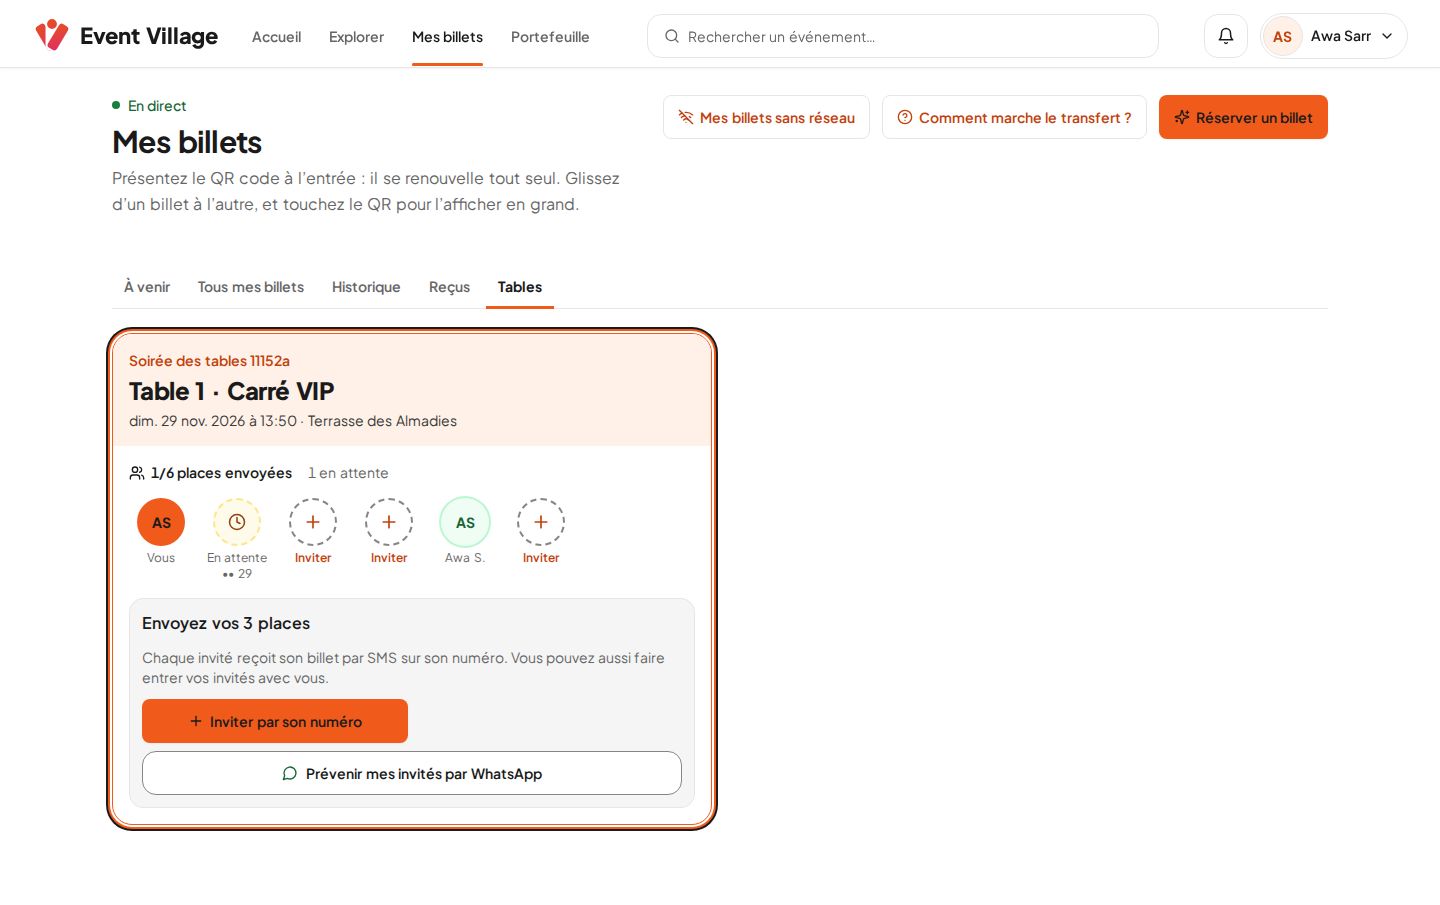 Event Village
Accueil
Explorer
Mes billets
Portefeuille
Rechercher un événement…
AS
Awa Sarr
En direct
Mes billets
Présentez le QR code à l’entrée : il se renouvelle tout seul. Glissez
d’un billet à l’autre, et touchez le QR pour l’afficher en grand.
Mes billets sans réseau
Comment marche le transfert ?
Réserver un billet
À venir
Tous mes billets
Historique
Reçus
Tables
Soirée des tables 11152a
Table 1 · Carré VIP
dim. 29 nov. 2026 à 13:50 · Terrasse des Almadies
1/6 places envoyées
1 en attente
AS
Vous
En attente
•• 29
Inviter
Inviter
AS
Awa S.
Inviter
Envoyez vos 3 places
Chaque invité reçoit son billet par SMS sur son numéro. Vous pouvez aussi faire
entrer vos invités avec vous.
Inviter par son numéro
Prévenir mes invités par WhatsApp